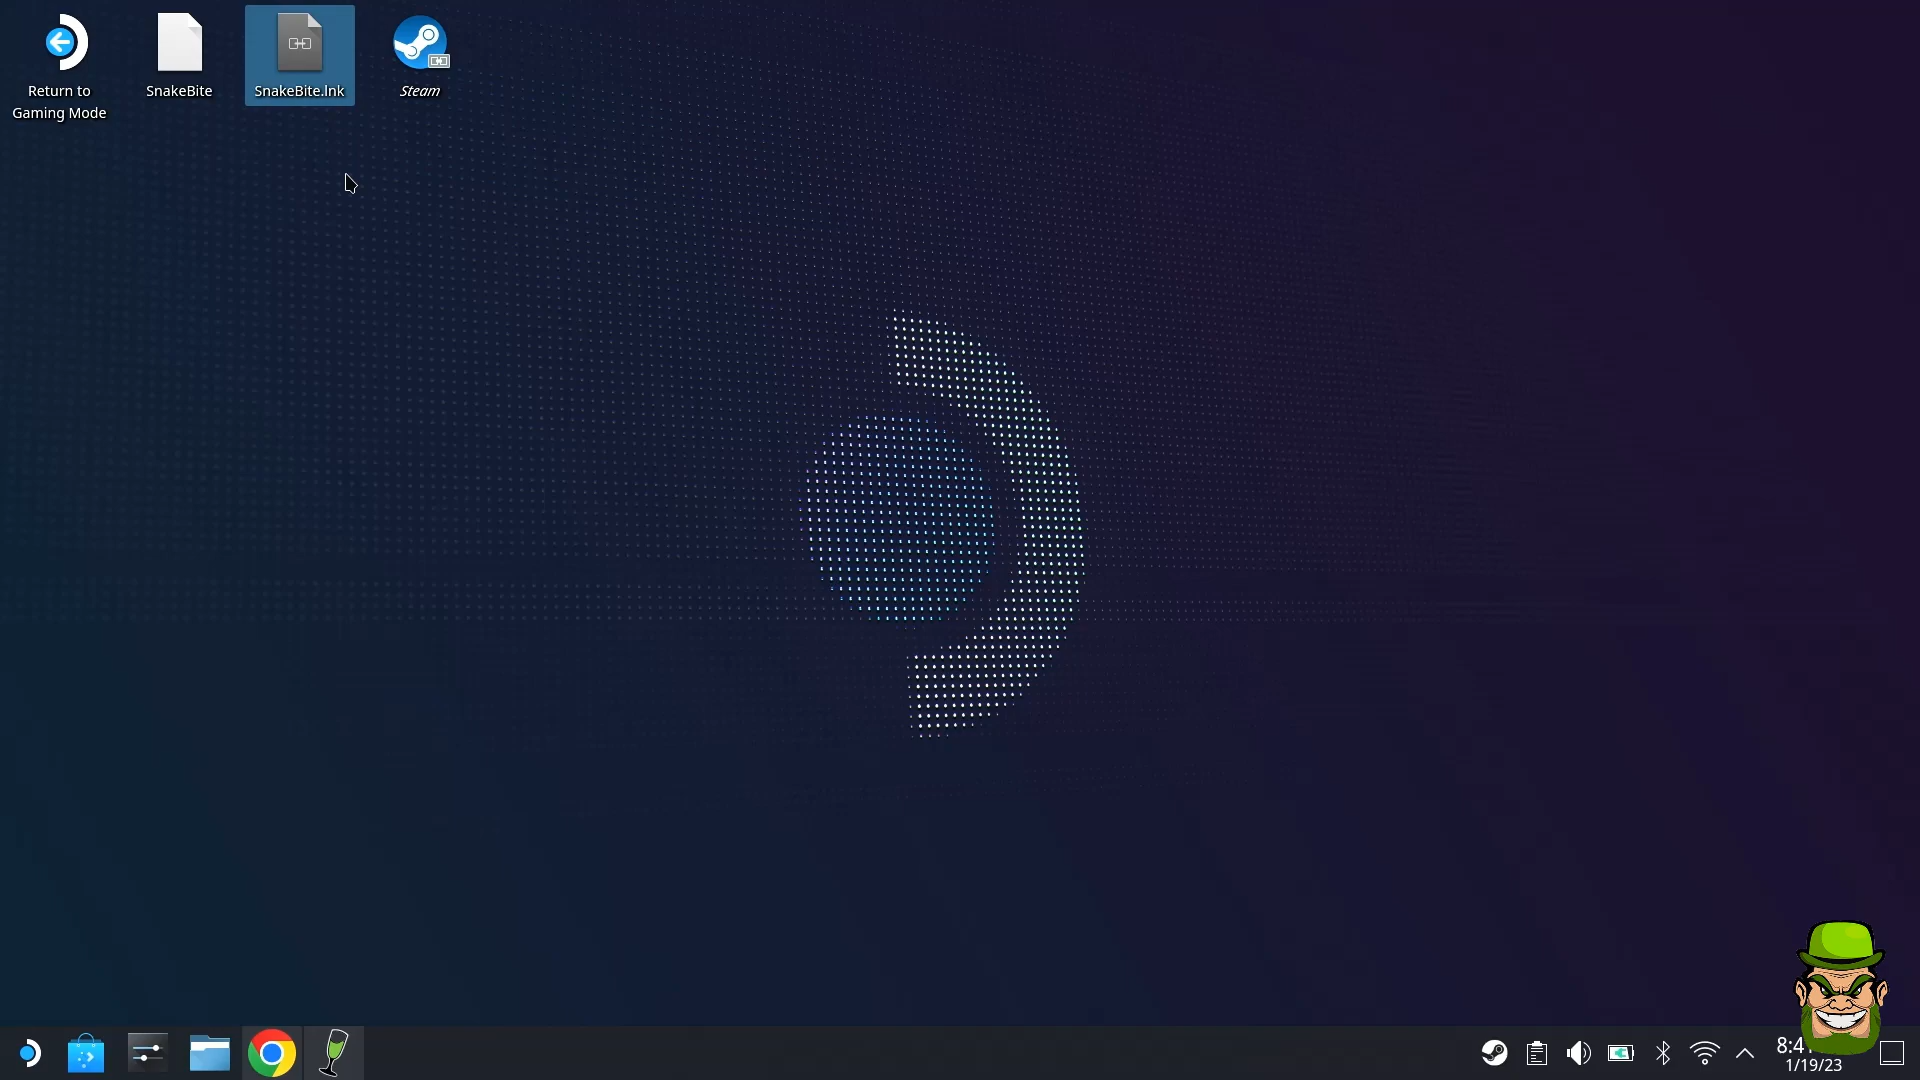 Return to
Gaming Mode
SnakeBite
SnakeBite.lnk
Steam
1/19/23